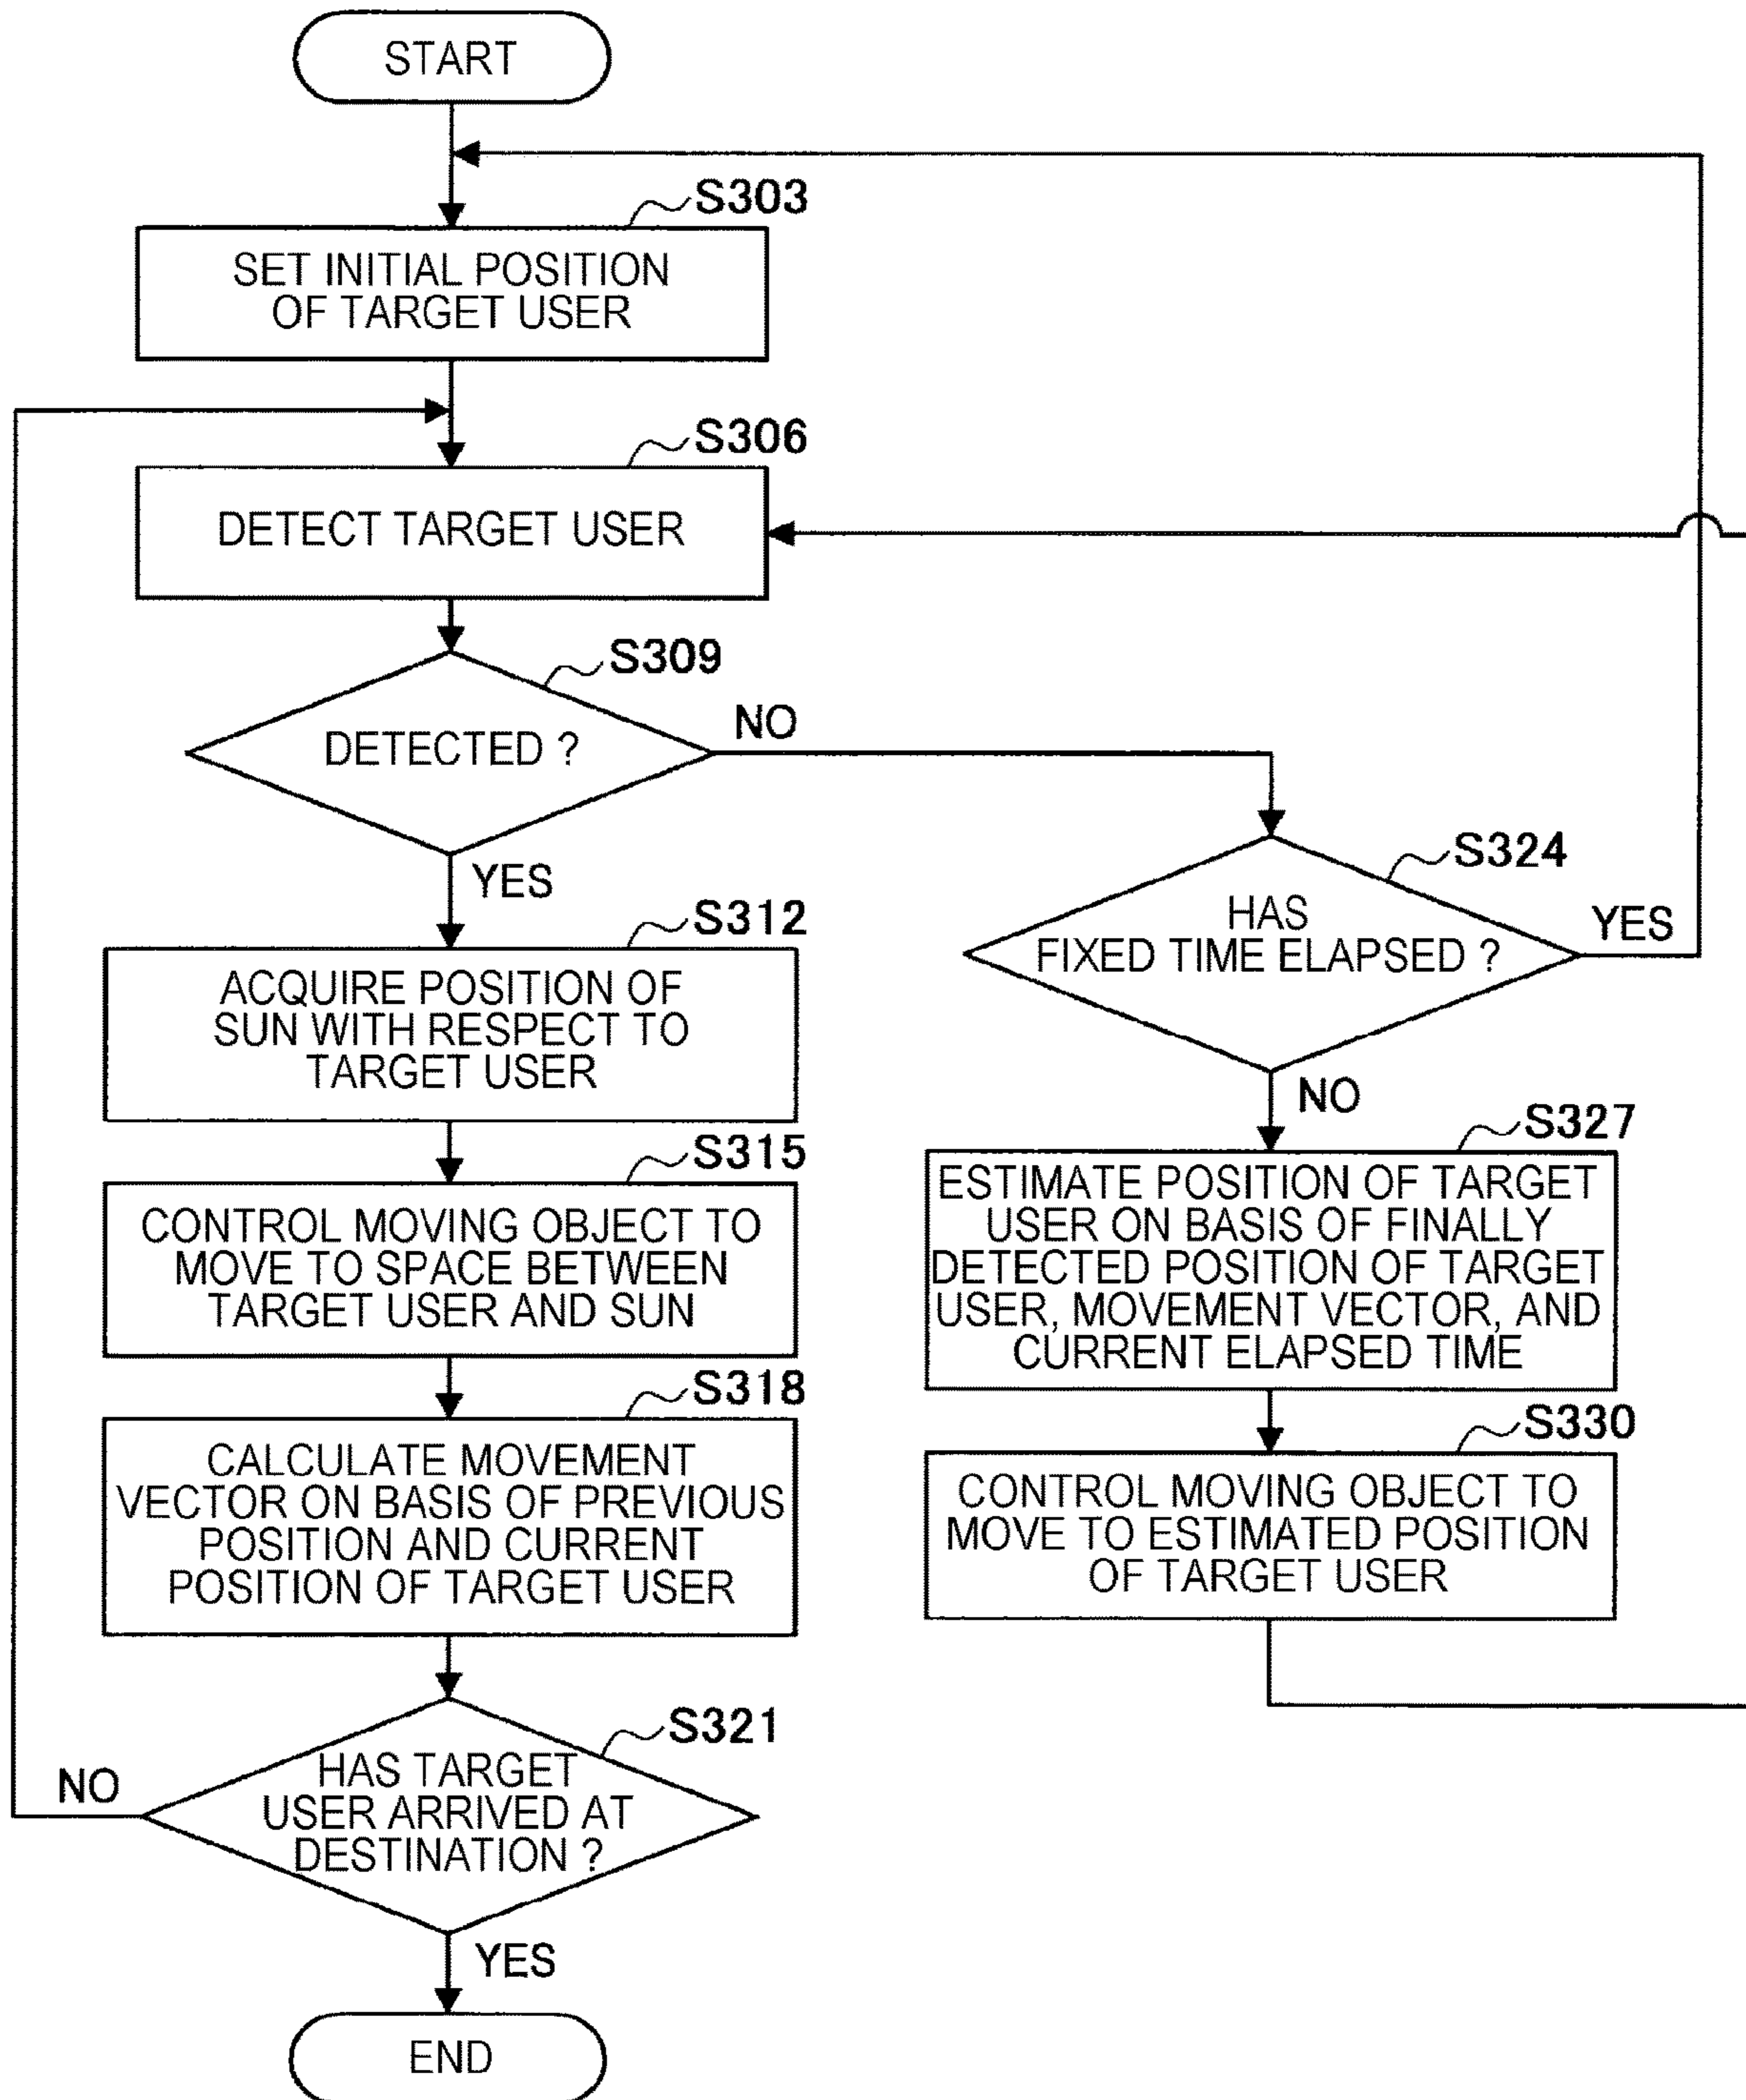 START
S303
SET INITIAL POSITION
OF TARGET USER
S306
DETECT TARGET USER
S309
DETECTED ?
NO
YES
S312
ACQUIRE POSITION OF
SUN WITH RESPECT TO
TARGET USER
S315
CONTROL MOVING OBJECT TO
MOVE TO SPACE BETWEEN
TARGET USER AND SUN
S318
CALCULATE MOVEMENT
VECTOR ON BASIS OF PREVIOUS
POSITION AND CURRENT
POSITION OF TARGET USER
S321
HAS TARGET
USER ARRIVED AT
DESTINATION ?
NO
YES
END
S324
HAS
FIXED TIME ELAPSED ?
YES
NO
S327
ESTIMATE POSITION OF TARGET
USER ON BASIS OF FINALLY
DETECTED POSITION OF TARGET
USER, MOVEMENT VECTOR, AND
CURRENT ELAPSED TIME
S330
CONTROL MOVING OBJECT TO
MOVE TO ESTIMATED POSITION
OF TARGET USER